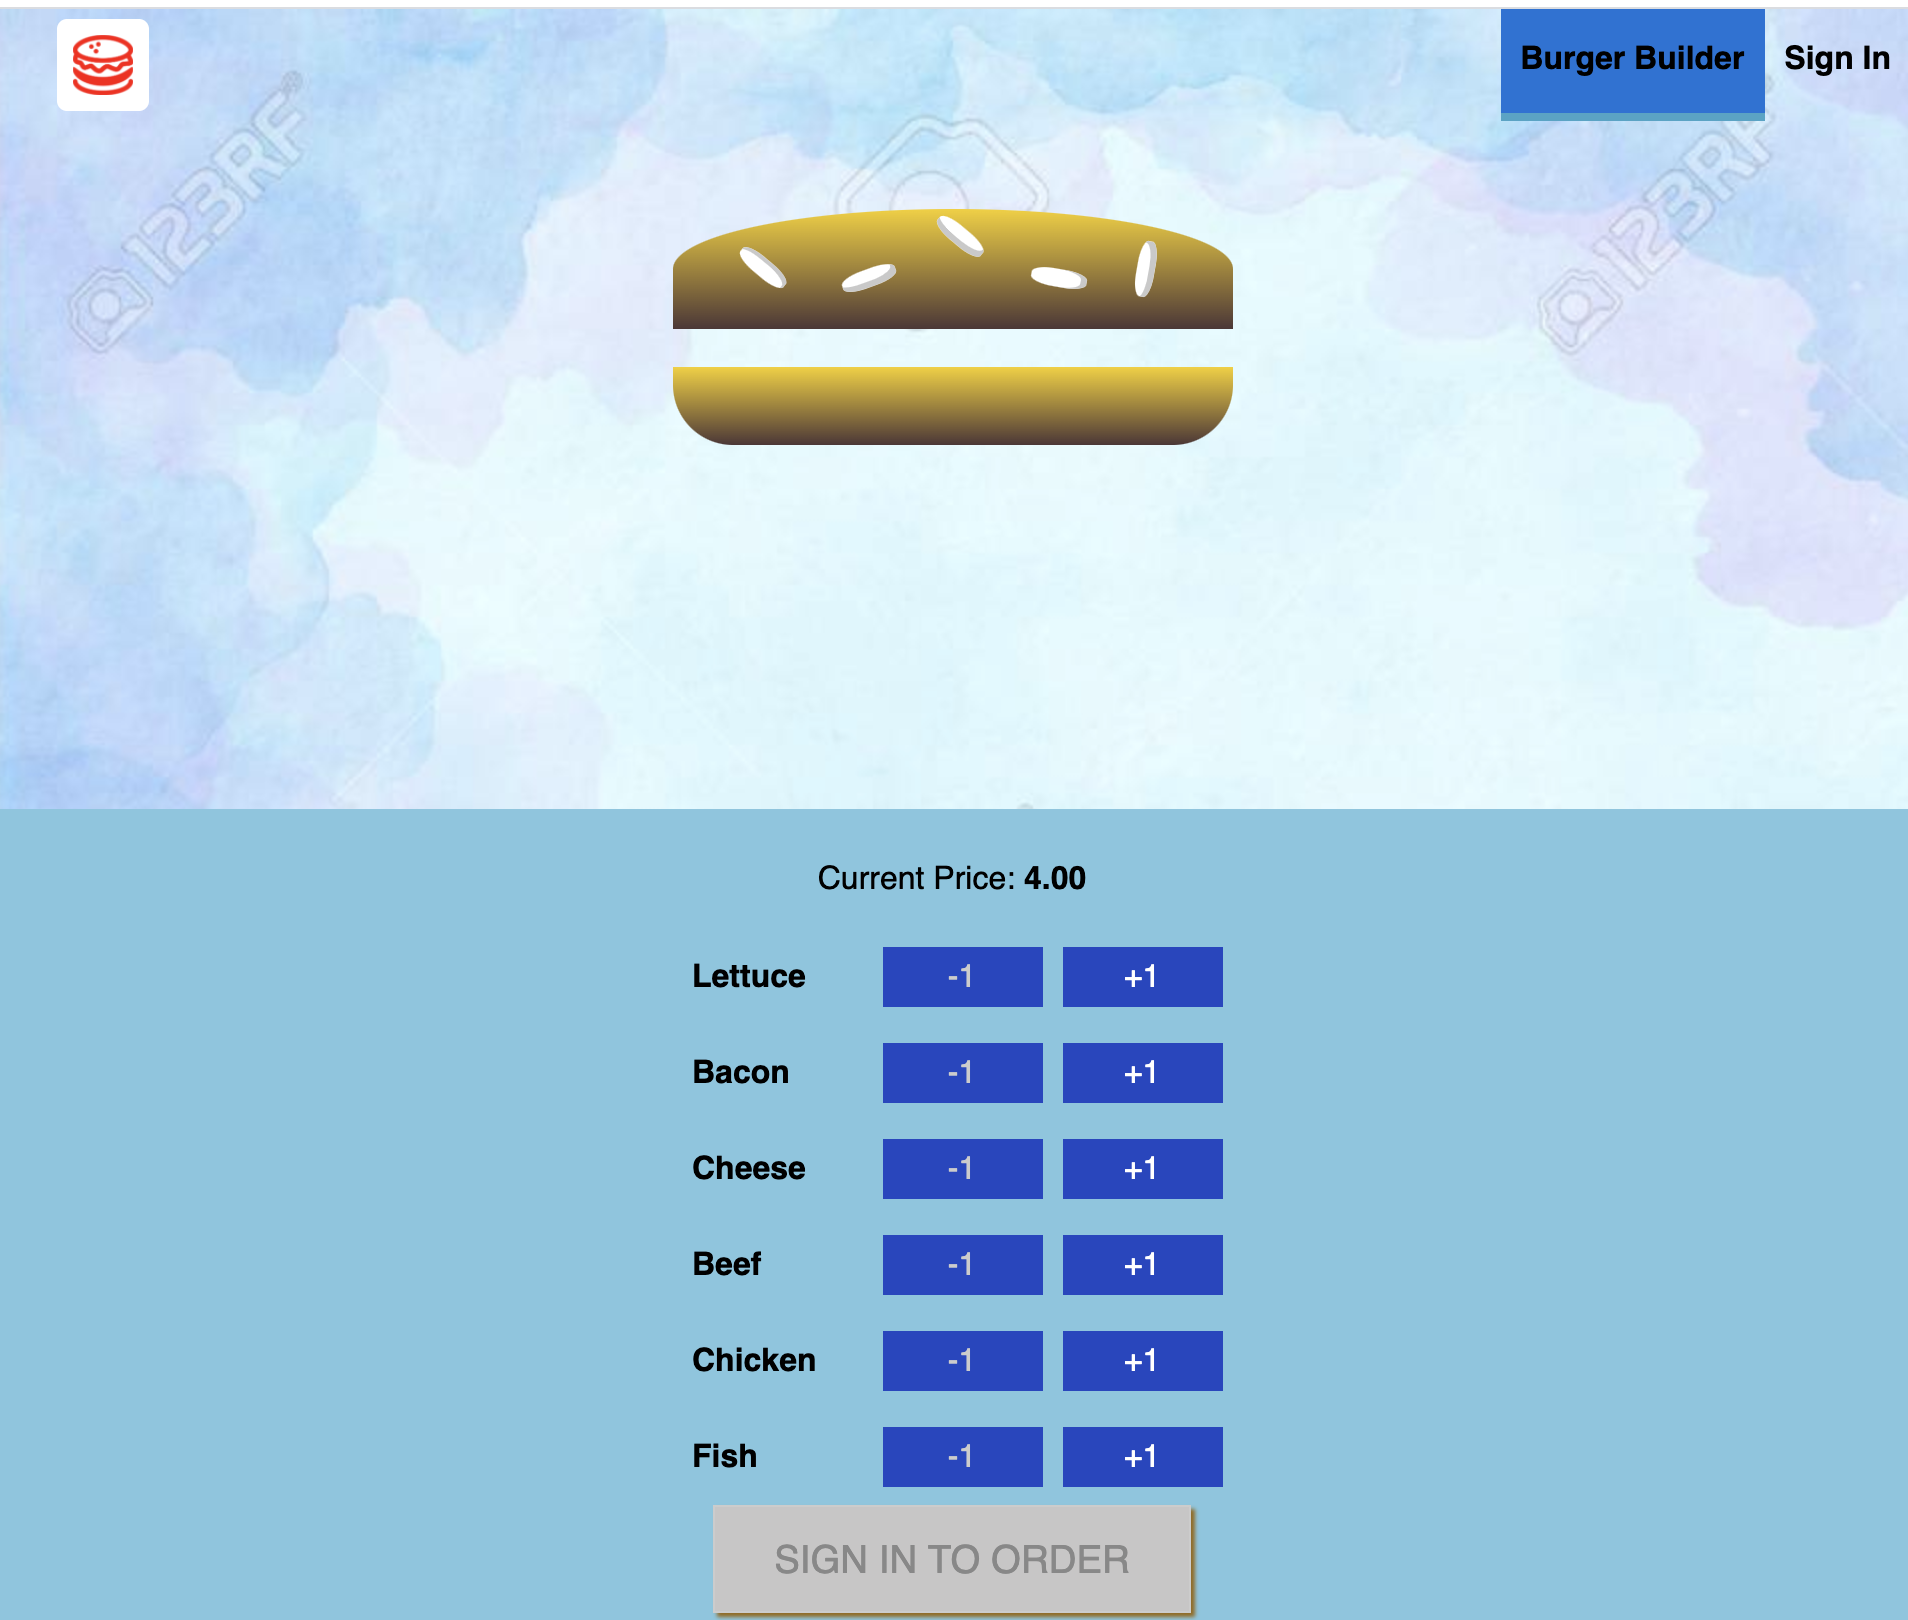 Burger Builder Sign In
123RF®
123RF
Current Price: 4.00
Lettuce -1 +1
Bacon -1 +1
Cheese -1 +1
Beef -1 +1
Chicken -1 +1
Fish -1 +1
SIGN IN TO ORDER